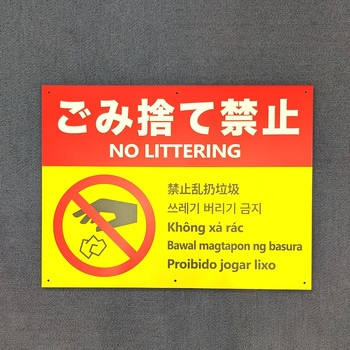 ごみ捨て禁止
NO LITTERING
禁止乱扔垃圾
쓰레기 버리기 금지
Không xả rác
Bawal magtapon ng basura
Proibido jogar lixo